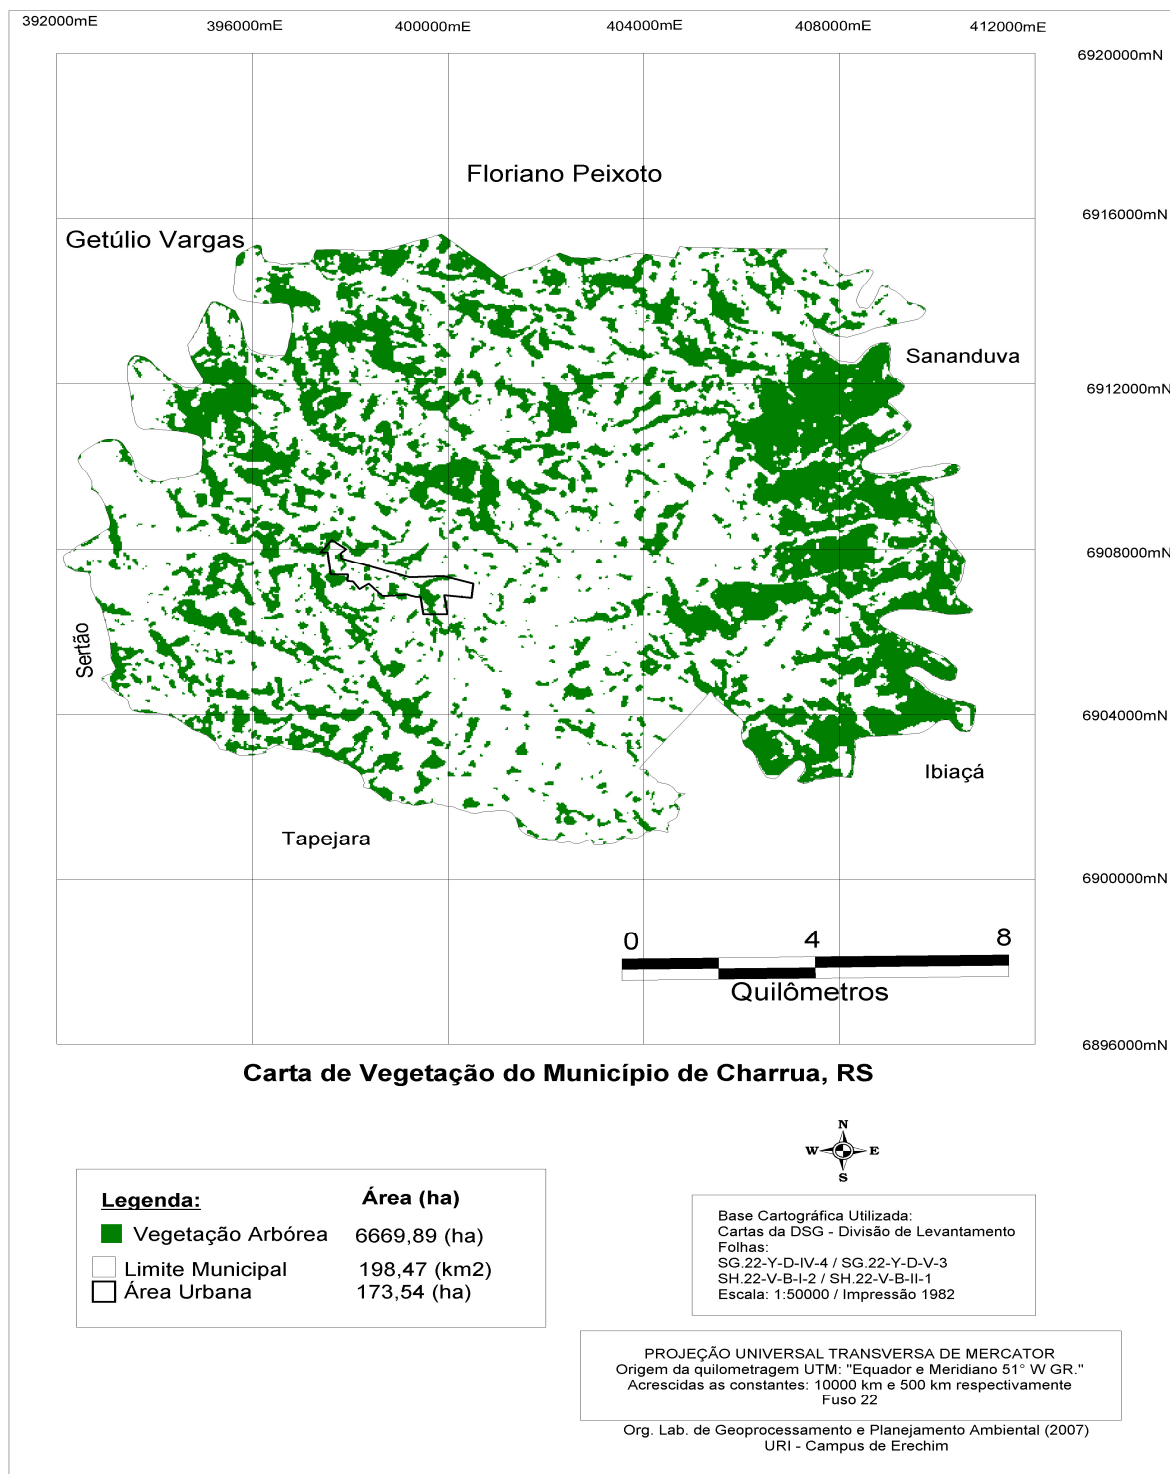 392000mE
396000mE
400000mE
404000mE
408000mE
412000mE
6920000mN
Floriano Peixoto
6916000mN
Getúlio Vargas
Sananduva
6912000mN
6908000mN
Sertão
6904000mN
Ibiaçá
Tapejara
6900000mN
0 4 8
Quilômetros
6896000mN
Carta de Vegetação do Município de Charrua, RS
N
W E
S
Legenda: Área (ha)
Vegetação Arbórea 6669,89 (ha)
Limite Municipal 198,47 (km2)
Área Urbana 173,54 (ha)
Base Cartográfica Utilizada:
Cartas da DSG - Divisão de Levantamento
Folhas:
SG.22-Y-D-IV-4 / SG.22-Y-D-V-3
SH.22-V-B-I-2 / SH.22-V-B-II-1
Escala: 1:50000 / Impressão 1982
PROJEÇÃO UNIVERSAL TRANSVERSA DE MERCATOR
Origem da quilometragem UTM: "Equador e Meridiano 51° W GR."
Acrescidas as constantes: 10000 km e 500 km respectivamente
Fuso 22
Org. Lab. de Geoprocessamento e Planejamento Ambiental (2007)
URI - Campus de Erechim